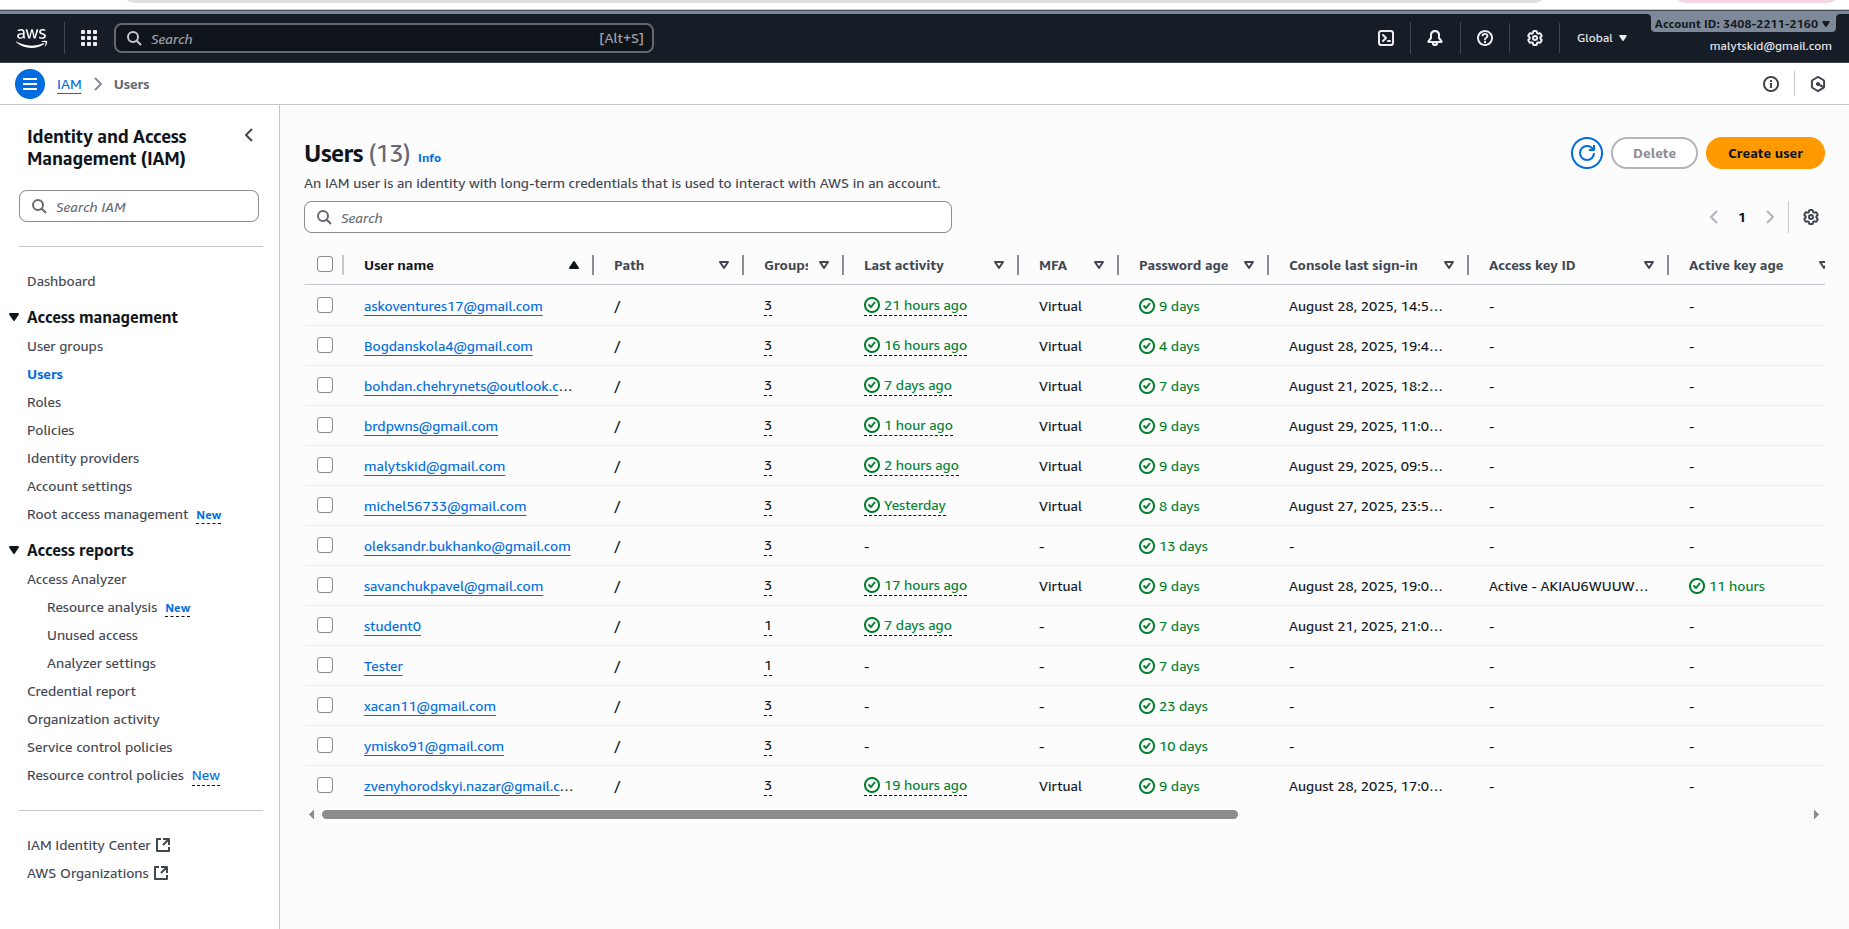 aws
Search [Alt+S]
Global
Account ID: 3408-2211-2160
malytskid@gmail.com
IAM > Users
Identity and Access Management (IAM)
Search IAM
Dashboard
Access management
User groups
Users
Roles
Policies
Identity providers
Account settings
Root access management New
Access reports
Access Analyzer
Resource analysis New
Unused access
Analyzer settings
Credential report
Organization activity
Service control policies
Resource control policies New
IAM Identity Center
AWS Organizations
Users (13) Info
Delete
Create user
An IAM user is an identity with long-term credentials that is used to interact with AWS in an account.
Search
1
User name Path Groups Last activity MFA Password age Console last sign-in Access key ID Active key age
askoventures17@gmail.com / 3 21 hours ago Virtual 9 days August 28, 2025, 14:5... - -
Bogdanskola4@gmail.com / 3 16 hours ago Virtual 4 days August 28, 2025, 19:4... - -
bohdan.chehrynets@outlook.c... / 3 7 days ago Virtual 7 days August 21, 2025, 18:2... - -
brdpwns@gmail.com / 3 1 hour ago Virtual 9 days August 29, 2025, 11:0... - -
malytskid@gmail.com / 3 2 hours ago Virtual 9 days August 29, 2025, 09:5... - -
michel56733@gmail.com / 3 Yesterday Virtual 8 days August 27, 2025, 23:5... - -
oleksandr.bukhanko@gmail.com / 3 - - 13 days - - -
savanchukpavel@gmail.com / 3 17 hours ago Virtual 9 days August 28, 2025, 19:0... Active - AKIAU6WUUW... 11 hours
student0 / 1 7 days ago - 7 days August 21, 2025, 21:0... - -
Tester / 1 - - 7 days - - -
xacan11@gmail.com / 3 - - 23 days - - -
ymisko91@gmail.com / 3 - - 10 days - - -
zvenyhorodskyi.nazar@gmail.c... / 3 19 hours ago Virtual 9 days August 28, 2025, 17:0... - -